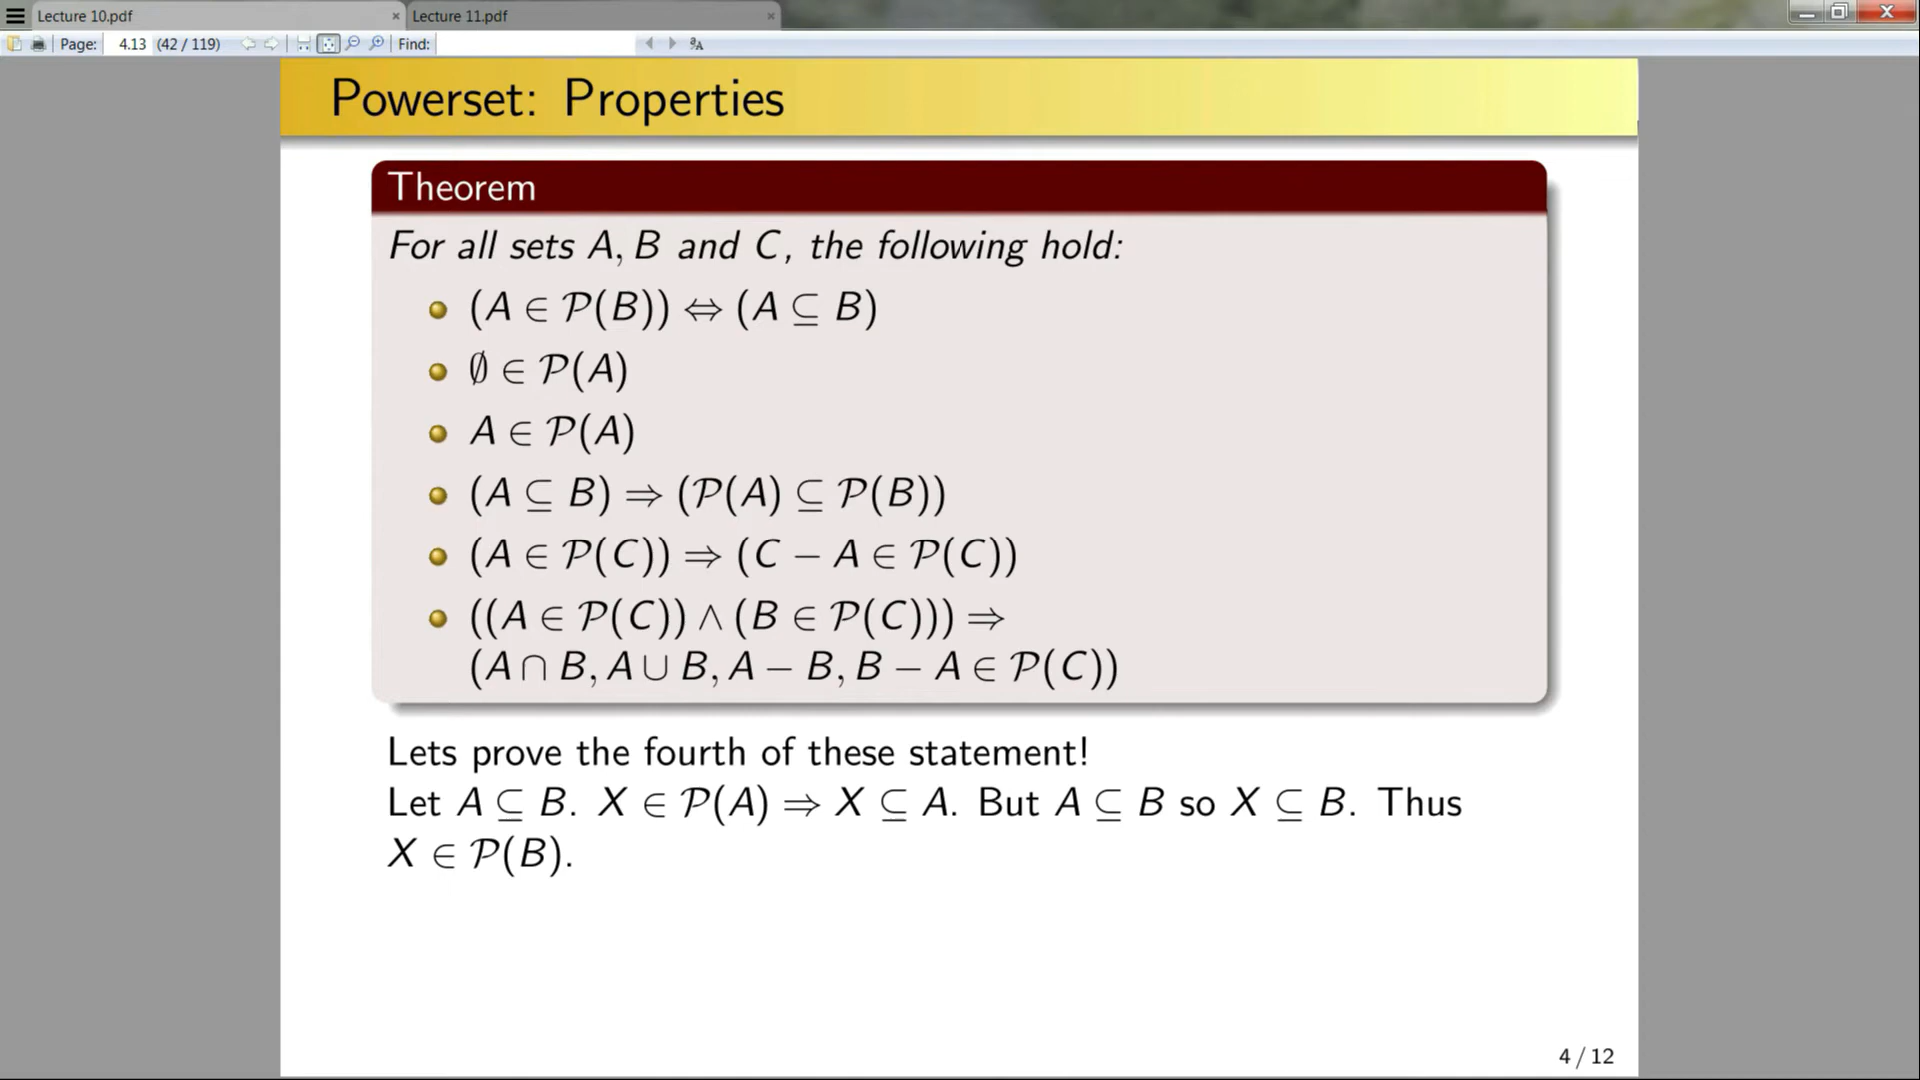 Lecture 10.pdf × Lecture 11.pdf ×
Page: 4.13 (42 / 119) Find:
Powerset: Properties
Theorem
For all sets A, B and C, the following hold:
(A ∈ P(B)) ⇔ (A ⊆ B)
∅ ∈ P(A)
A ∈ P(A)
(A ⊆ B) ⇒ (P(A) ⊆ P(B))
(A ∈ P(C)) ⇒ (C − A ∈ P(C))
((A ∈ P(C)) ∧ (B ∈ P(C))) ⇒
(A ∩ B, A ∪ B, A − B, B − A ∈ P(C))
Lets prove the fourth of these statement!
Let A ⊆ B. X ∈ P(A) ⇒ X ⊆ A. But A ⊆ B so X ⊆ B. Thus
X ∈ P(B).
4 / 12